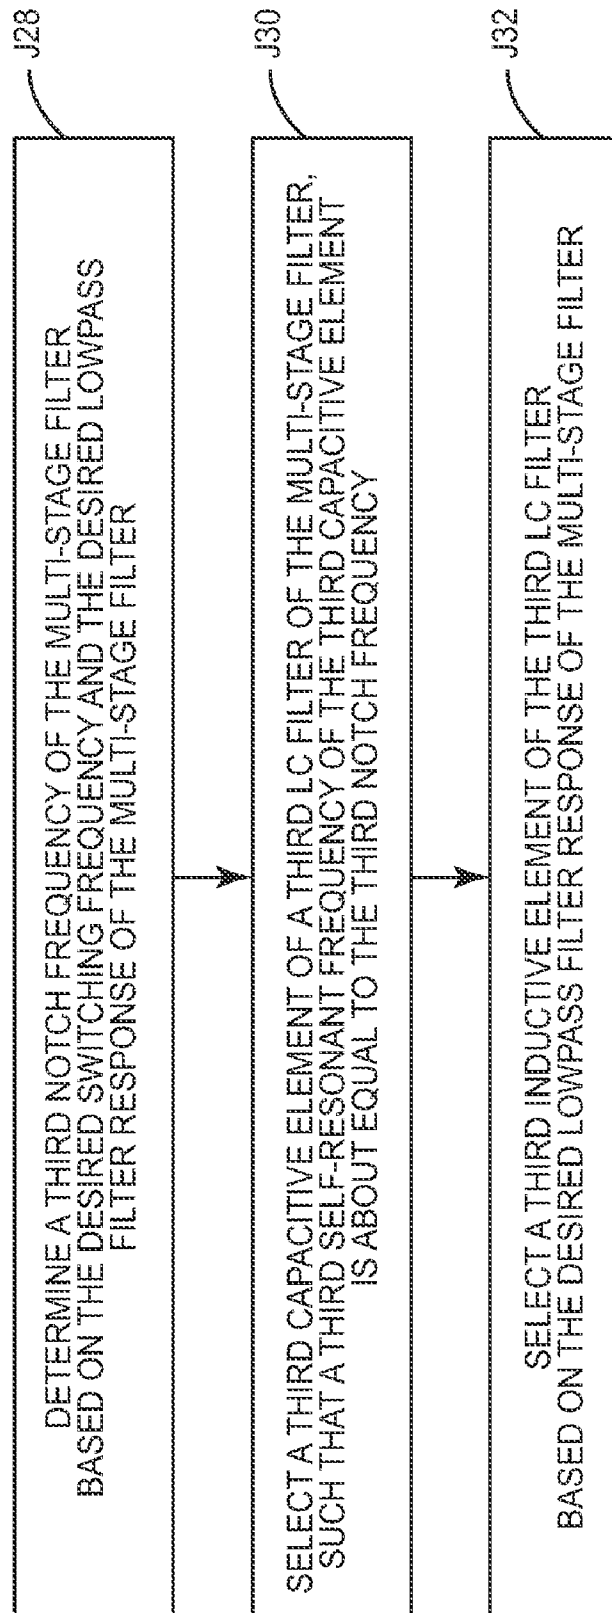 J28
DETERMINE A THIRD NOTCH FREQUENCY OF THE MULTI-STAGE FILTER
BASED ON THE DESIRED SWITCHING FREQUENCY AND THE DESIRED LOWPASS
FILTER RESPONSE OF THE MULTI-STAGE FILTER
J30
SELECT A THIRD CAPACITIVE ELEMENT OF A THIRD LC FILTER OF THE MULTI-STAGE FILTER,
SUCH THAT A THIRD SELF-RESONANT FREQUENCY OF THE THIRD CAPACITIVE ELEMENT
IS ABOUT EQUAL TO THE THIRD NOTCH FREQUENCY
J32
SELECT A THIRD INDUCTIVE ELEMENT OF THE THIRD LC FILTER
BASED ON THE DESIRED LOWPASS FILTER RESPONSE OF THE MULTI-STAGE FILTER